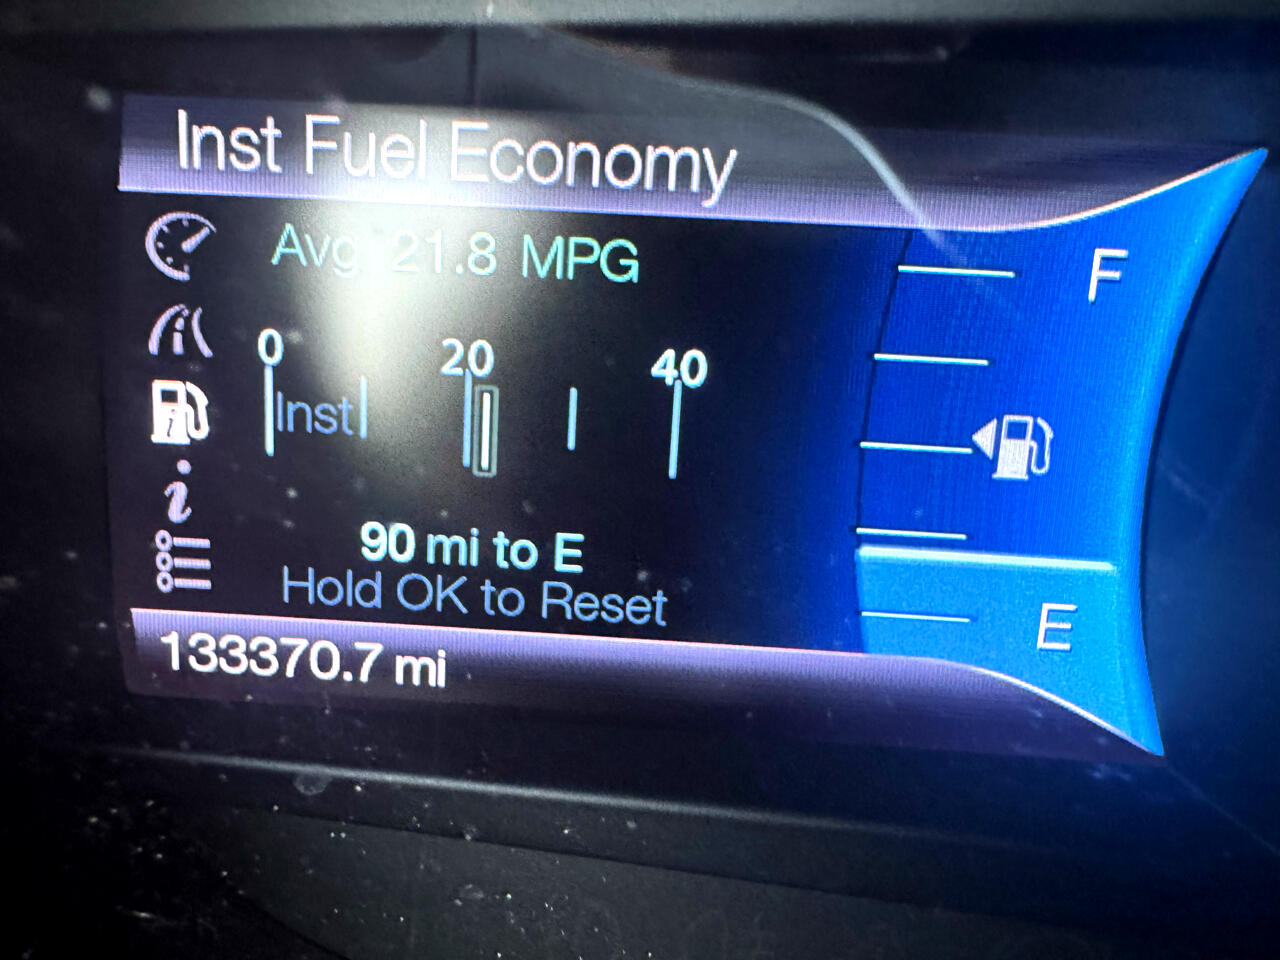 Inst Fuel Economy
Avg 21.8 MPG
0 20 40
Inst
90 mi to E
Hold OK to Reset
133370.7 mi
F
E